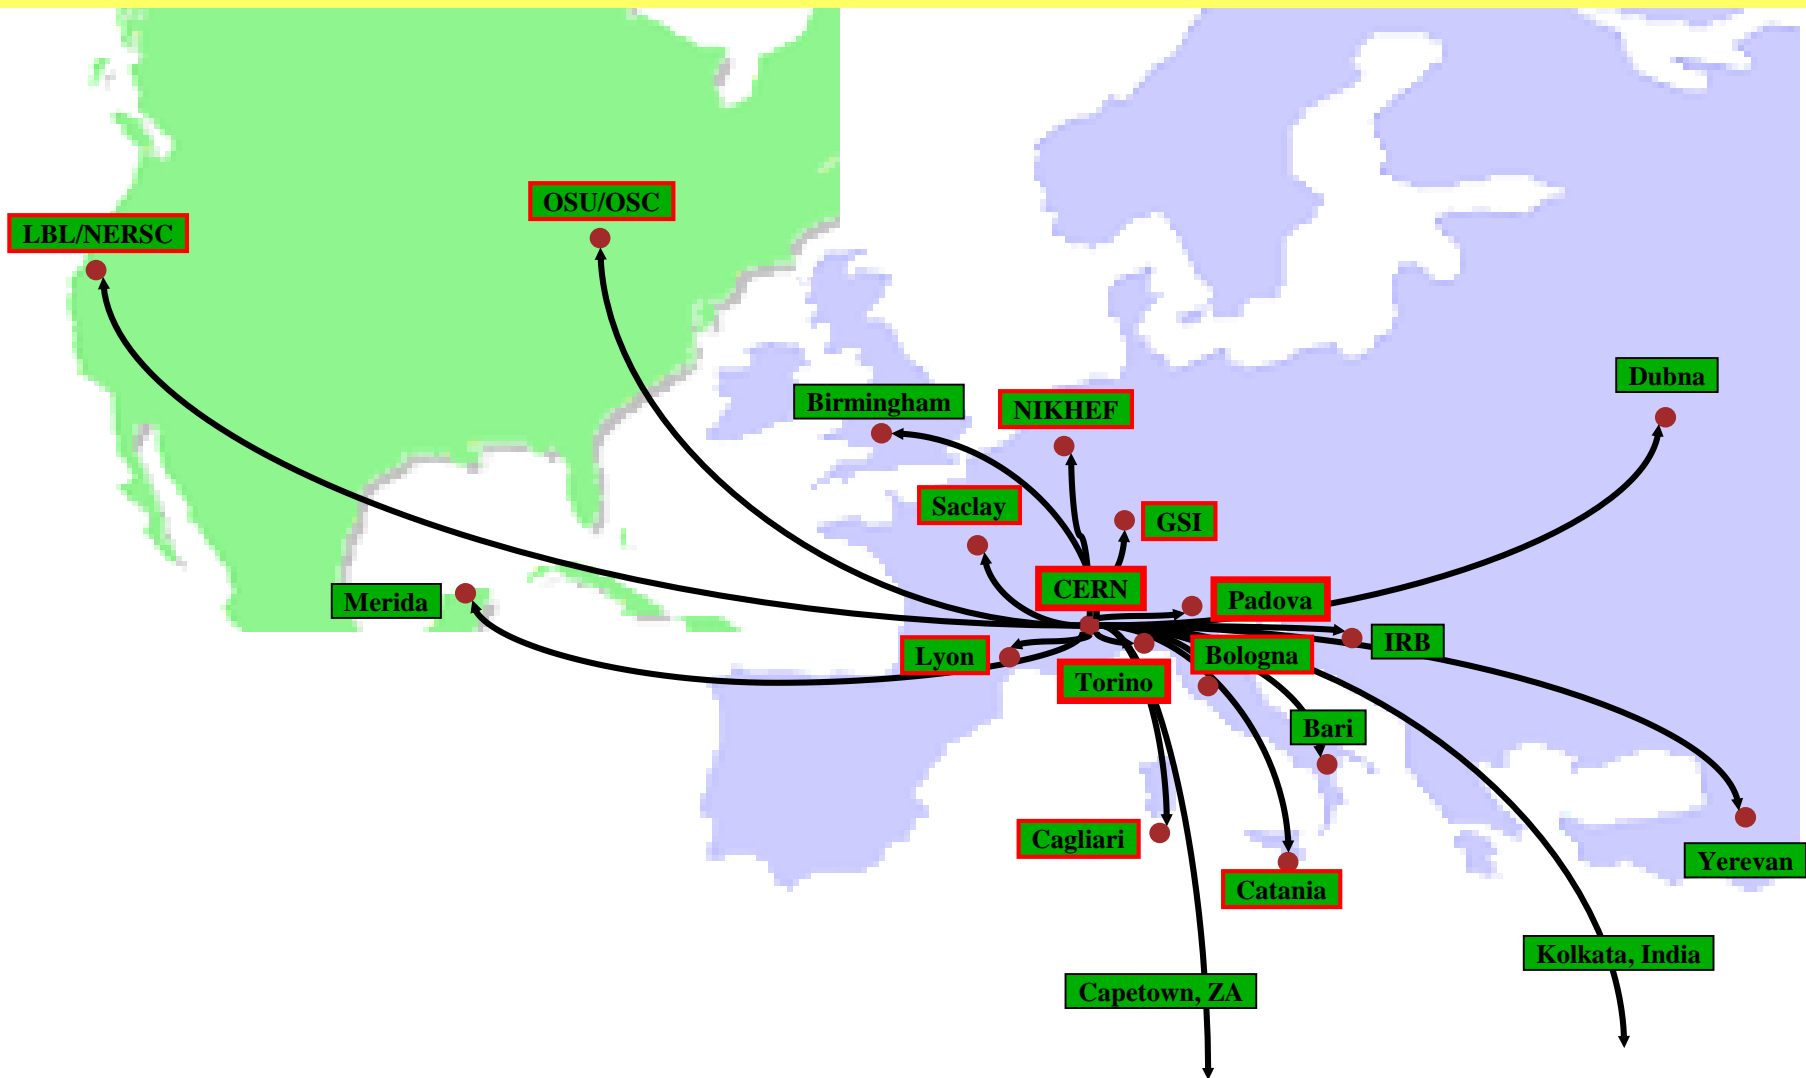 OSU/OSC
LBL/NERSC
Dubna
Birmingham
NIKHEF
Saclay
GSI
CERN
Merida
Padova
IRB
Lyon
Bologna
Torino
Bari
Cagliari
Yerevan
Catania
Kolkata, India
Capetown, ZA